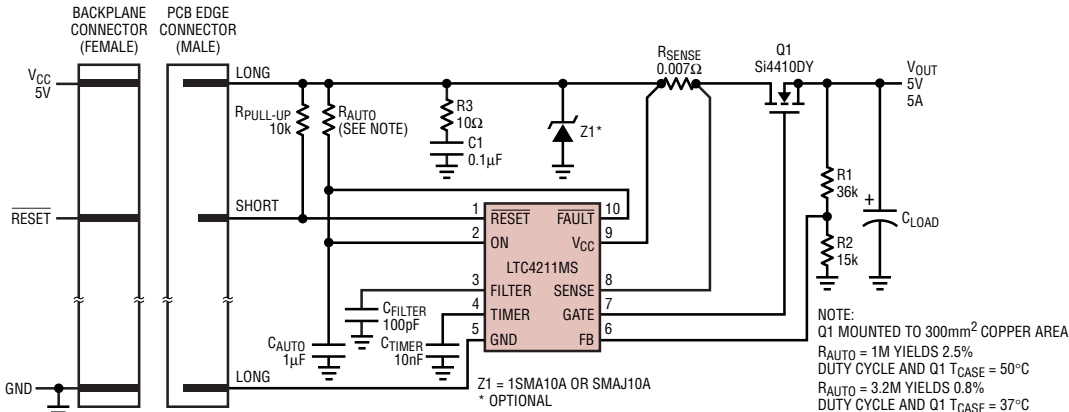 BACKPLANE
CONNECTOR
(FEMALE)
PCB EDGE
CONNECTOR
(MALE)
VCC
5V
LONG
RPULL-UP
10k
RAUTO
(SEE NOTE)
R3
10Ω
C1
0.1µF
Z1*
RSENSE
0.007Ω
Q1
Si4410DY
VOUT
5V
5A
R1
36k
R2
15k
+
CLOAD
RESET
SHORT
1
RESET
FAULT
10
2
ON
VCC
9
LTC4211MS
3
FILTER
SENSE
8
4
TIMER
GATE
7
5
GND
FB
6
CFILTER
100pF
CAUTO
1µF
CTIMER
10nF
LONG
GND
Z1 = 1SMA10A OR SMAJ10A
* OPTIONAL
NOTE:
Q1 MOUNTED TO 300mm2 COPPER AREA
RAUTO = 1M YIELDS 2.5%
DUTY CYCLE AND Q1 TCASE = 50°C
RAUTO = 3.2M YIELDS 0.8%
DUTY CYCLE AND Q1 TCASE = 37°C